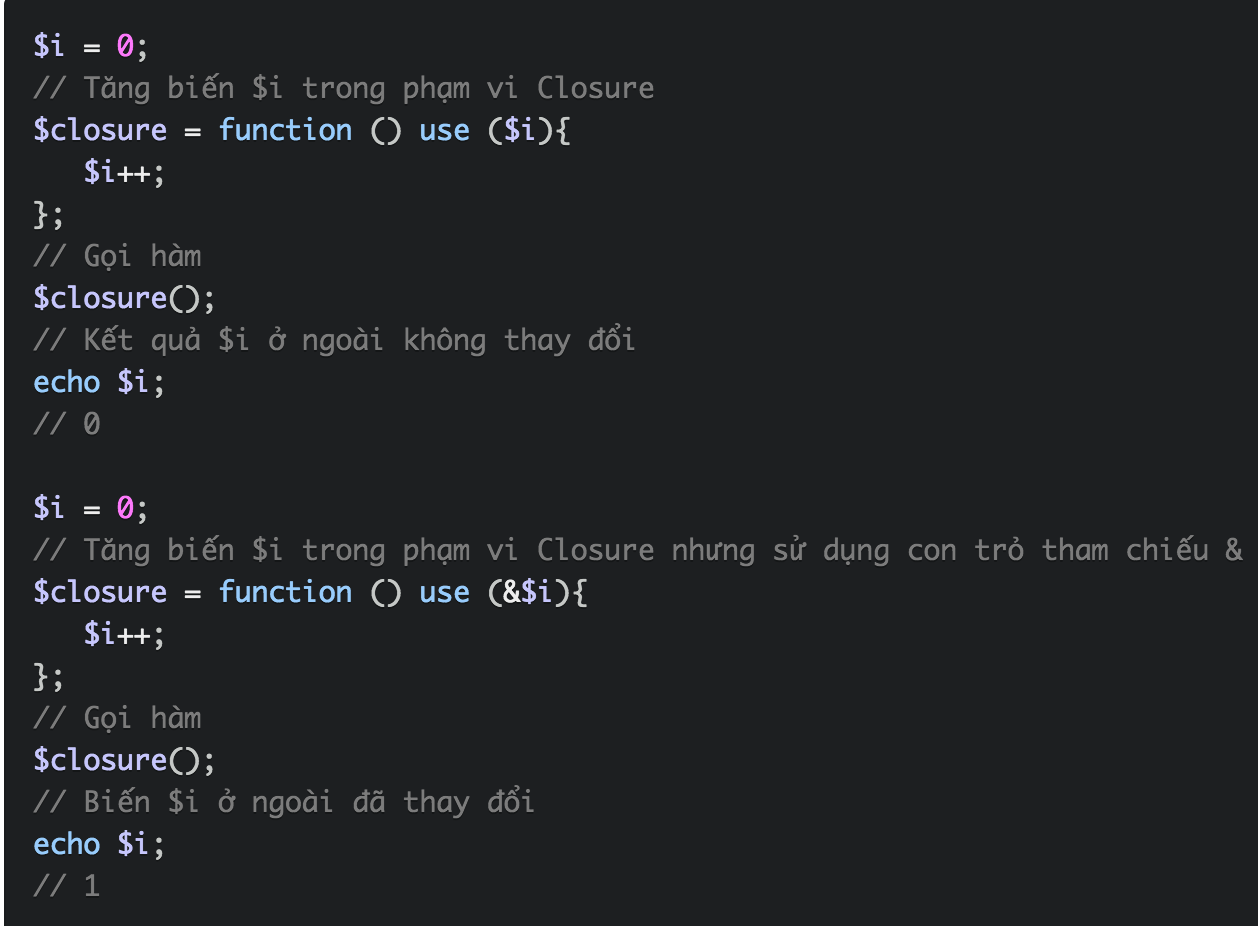 $i = 0;
// Tăng biến $i trong phạm vi Closure
$closure = function () use ($i){
   $i++;
};
// Gọi hàm
$closure();
// Kết quả $i ở ngoài không thay đổi
echo $i;
// 0

$i = 0;
// Tăng biến $i trong phạm vi Closure nhưng sử dụng con trỏ tham chiếu &
$closure = function () use (&$i){
   $i++;
};
// Gọi hàm
$closure();
// Biến $i ở ngoài đã thay đổi
echo $i;
// 1